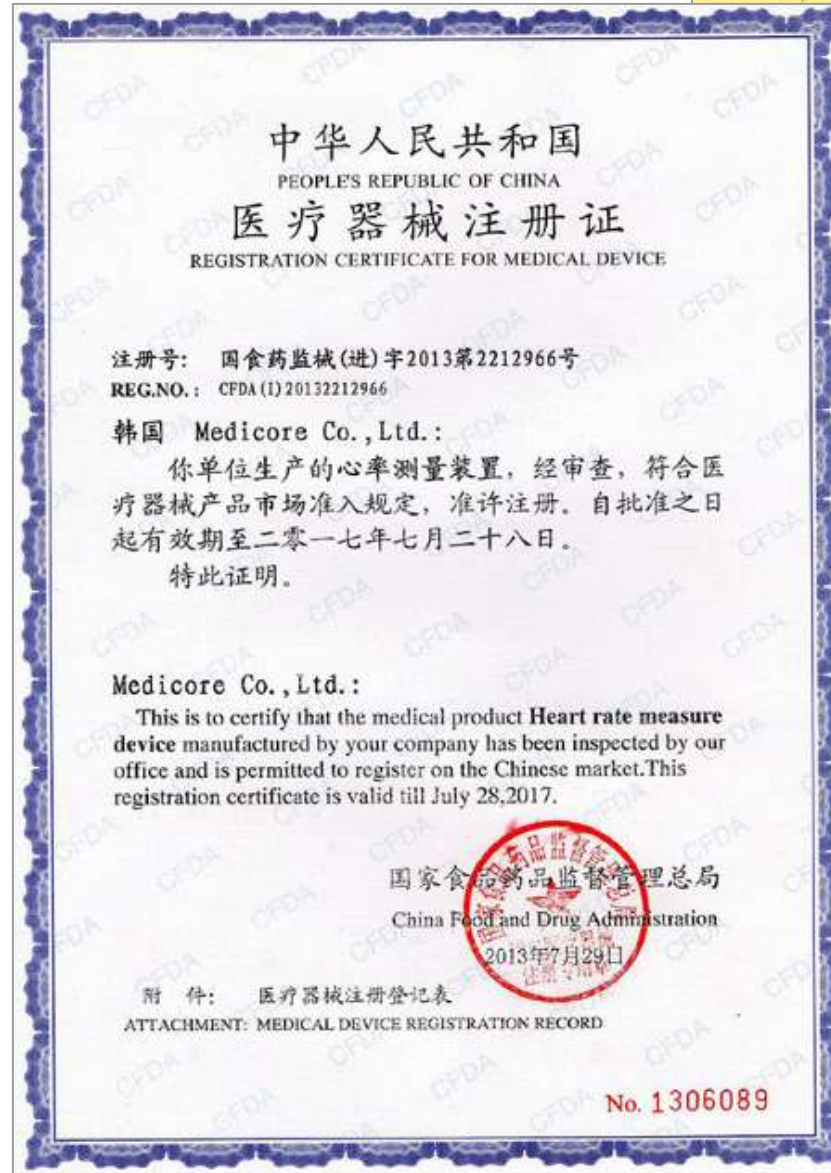 中华人民共和国
PEOPLE'S REPUBLIC OF CHINA
医疗器械注册证
REGISTRATION CERTIFICATE FOR MEDICAL DEVICE
注册号: 国食药监械(进)字2013第2212966号
REG.NO.: CFDA(I)20132212966
韩国 Medicore Co.,Ltd.:
你单位生产的心率测量装置，经审查，符合医
疗器械产品市场准入规定，准许注册。自批准之日
起有效期至二零一七年七月二十八日。
特此证明。
Medicore Co.,Ltd.:
This is to certify that the medical product Heart rate measure
device manufactured by your company has been inspected by our
office and is permitted to register on the Chinese market.This
registration certificate is valid till July 28,2017.
国家食品药品监督管理总局
China Food and Drug Administration
2013年7月29日
附 件: 医疗器械注册登记表
ATTACHMENT: MEDICAL DEVICE REGISTRATION RECORD
No. 1306089